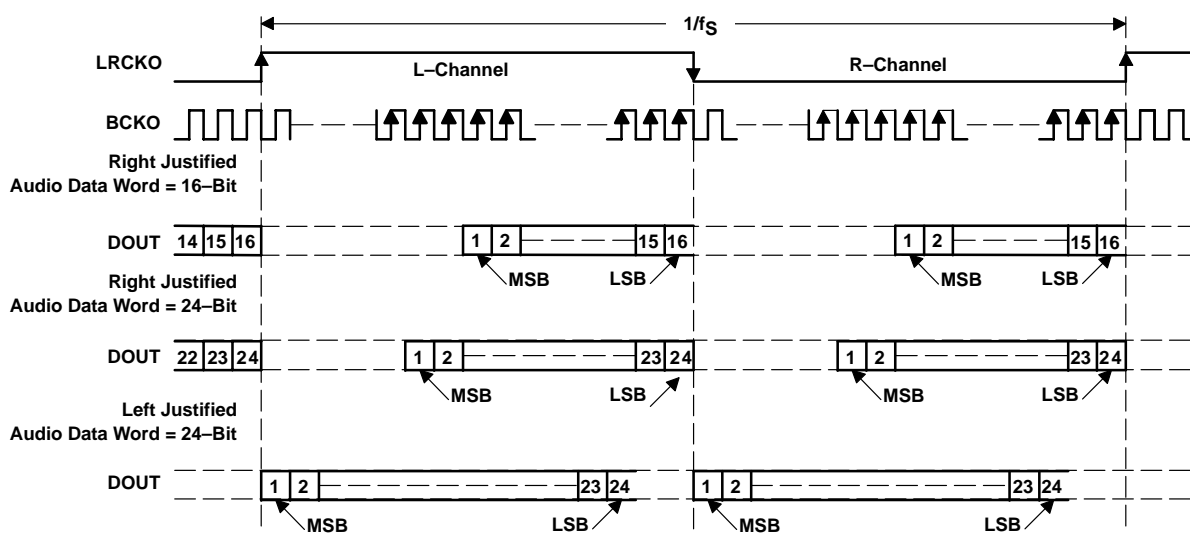 1/fS
LRCKO
L–Channel
R–Channel
BCKO
Right Justified
Audio Data Word = 16–Bit
DOUT 14 15 16 1 2 15 16 1 2 15 16
MSB LSB MSB LSB
Right Justified
Audio Data Word = 24–Bit
DOUT 22 23 24 1 2 23 24 1 2 23 24
MSB LSB MSB LSB
Left Justified
Audio Data Word = 24–Bit
DOUT 1 2 23 24 1 2 23 24
MSB LSB MSB LSB